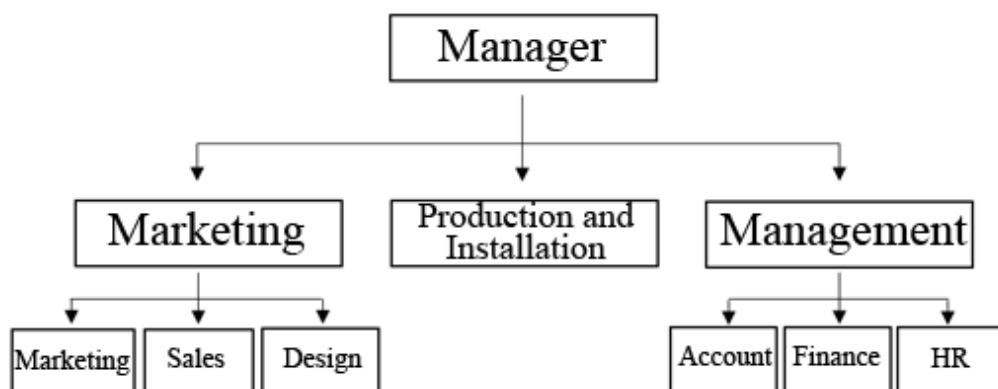 Manager
Marketing
Production and
Installation
Management
Marketing
Sales
Design
Account
Finance
HR